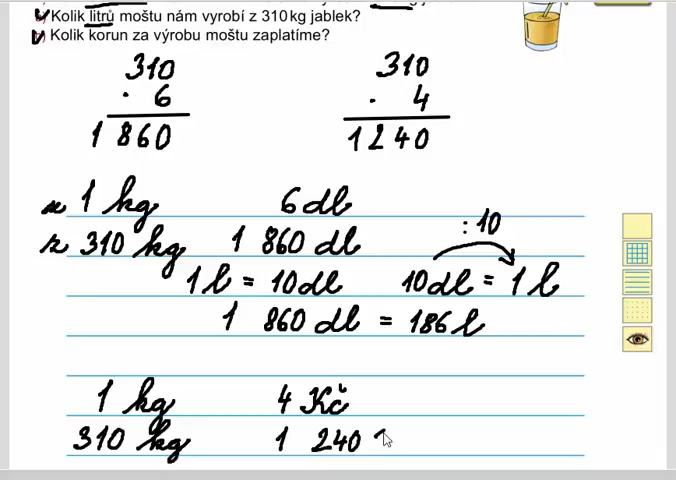 Kolik litrů moštu nám vyrobí z 310 kg jablek?
Kolik korun za výrobu moštu zaplatíme?
310
· 6
1 860
310
· 4
1240
z 1 kg 6 dl
z 310 kg 1 860 dl
: 10
1 l = 10 dl 10 dl = 1 l
1 860 dl = 186 l
1 kg 4 Kč
310 kg 1 240